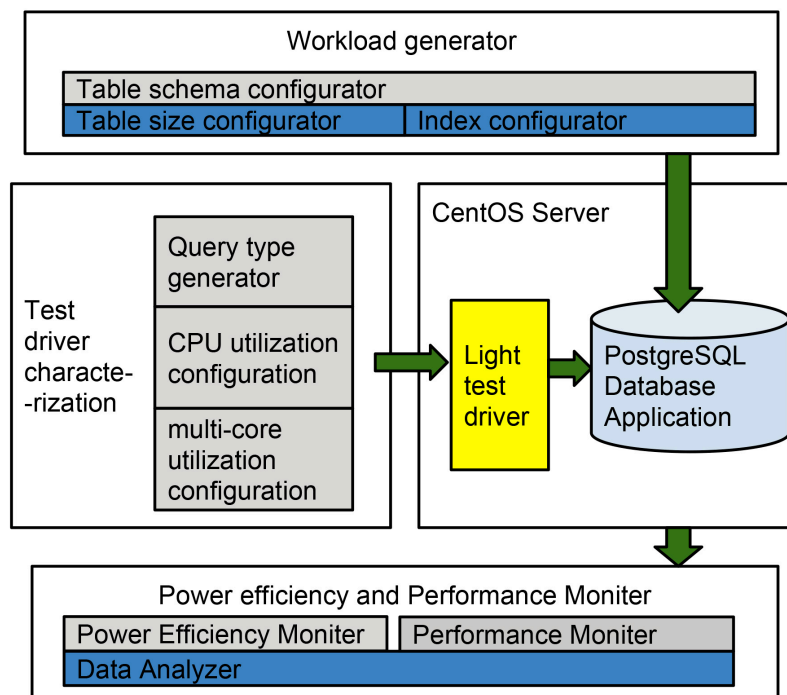 Workload generator
Table schema configurator
Table size configurator
Index configurator
Test
driver
characte-
-rization
Query type
generator
CPU utilization
configuration
multi-core
utilization
configuration
CentOS Server
Light
test
driver
PostgreSQL
Database
Application
Power efficiency and Performance Moniter
Power Efficiency Moniter
Performance Moniter
Data Analyzer